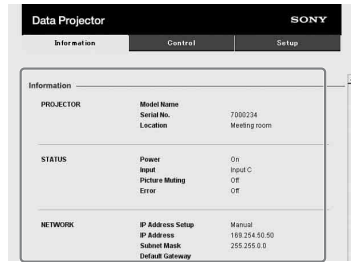 Data Projector
SONY
Information Control Setup
Information
PROJECTOR Model Name
Serial No. 7000234
Location Meeting room
STATUS Power On
Input Input C
Picture Muting Off
Error Off
NETWORK IP Address Setup Manual
IP Address 169.254.50.50
Subnet Mask 255.255.0.0
Default Gateway